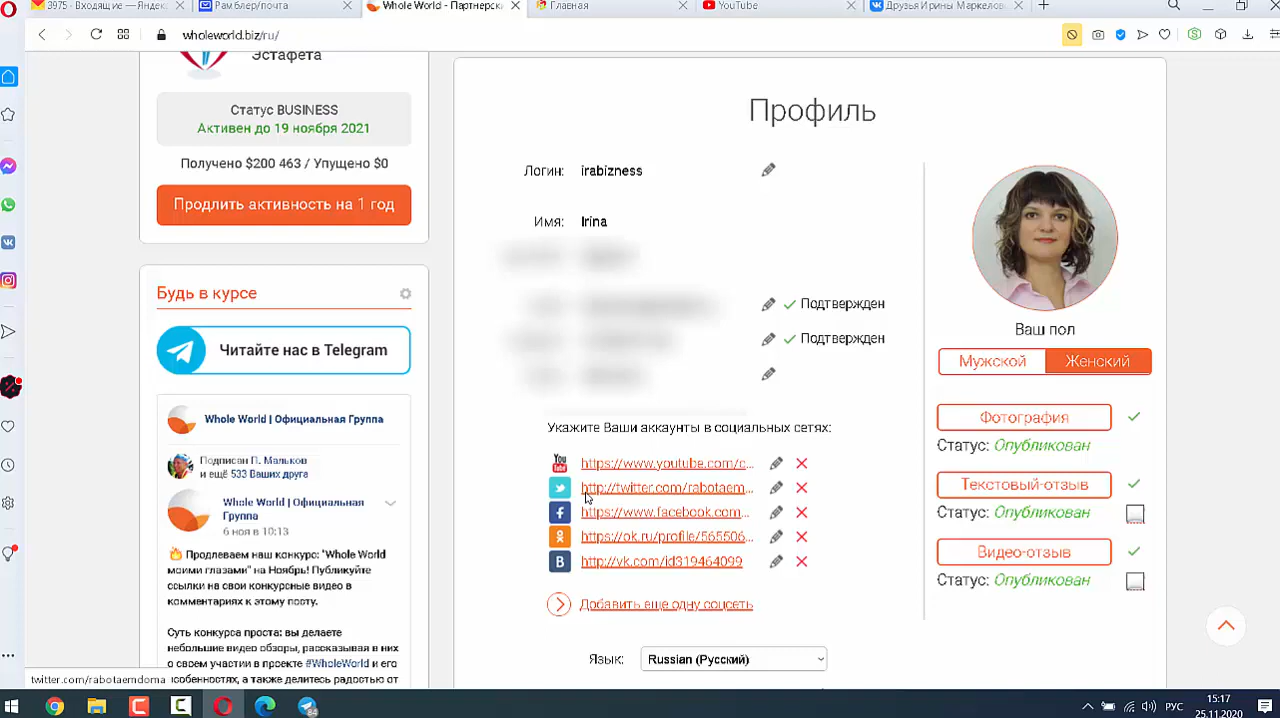 3975 - Входящие — Яндек
Рамблер/почта
Whole World - Партнерск
Главная
YouTube
Друзья Ирины Маркелов
wholeworld.biz/ru/
Эстафета
Статус BUSINESS
Активен до 19 ноября 2021
Получено $200 463 / Упущено $0
Продлить активность на 1 год
Будь в курсе
Читайте нас в Telegram
Whole World | Официальная Группа
Подписан П. Мальков
и ещё 533 Ваших друга
Whole World | Официальная
Группа
6 ноя в 10:13
Продлеваем наш конкурс: "Whole World
моими глазами" на Ноябрь! Публикуйте
ссылки на свои конкурсные видео в
комментариях к этому посту.
Суть конкурса проста: вы делаете
небольшие видео обзоры, рассказывая в них
о своем участии в проекте #WholeWorld и его
особенностях, а также делитесь радостью от
twitter.com/rabotaemdoma
Профиль
Логин: irabizness
Имя: Irina
Подтвержден
Подтвержден
Укажите Ваши аккаунты в социальных сетях:
You Tube https://www.youtube.com/c...
http://twitter.com/rabotaem...
https://www.facebook.com...
https://ok.ru/profile/565506...
http://vk.com/id319464099
Добавить еще одну соцсеть
Язык: Russian (Русский)
Ваш пол
Мужской Женский
Фотография
Статус: Опубликован
Текстовый-отзыв
Статус: Опубликован
Видео-отзыв
Статус: Опубликован
84
РУС
15:17
25.11.2020